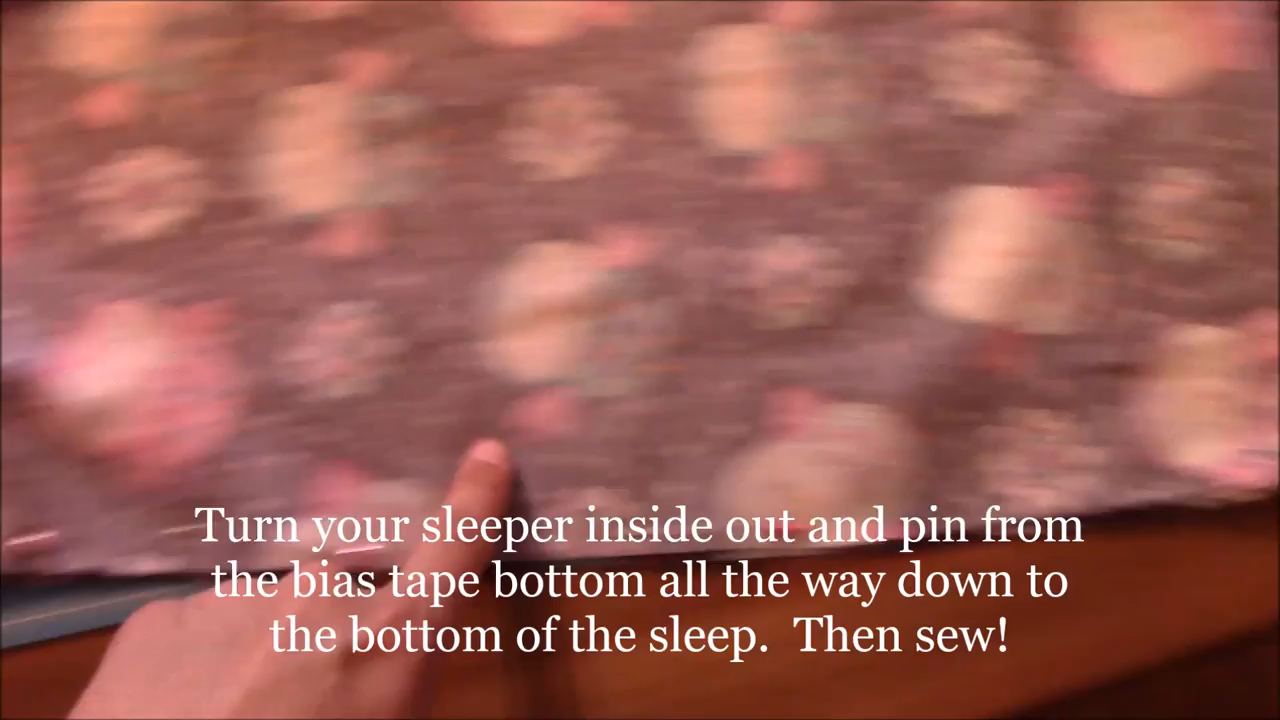 Turn your sleeper inside out and pin from
the bias tape bottom all the way down to
the bottom of the sleep.  Then sew!